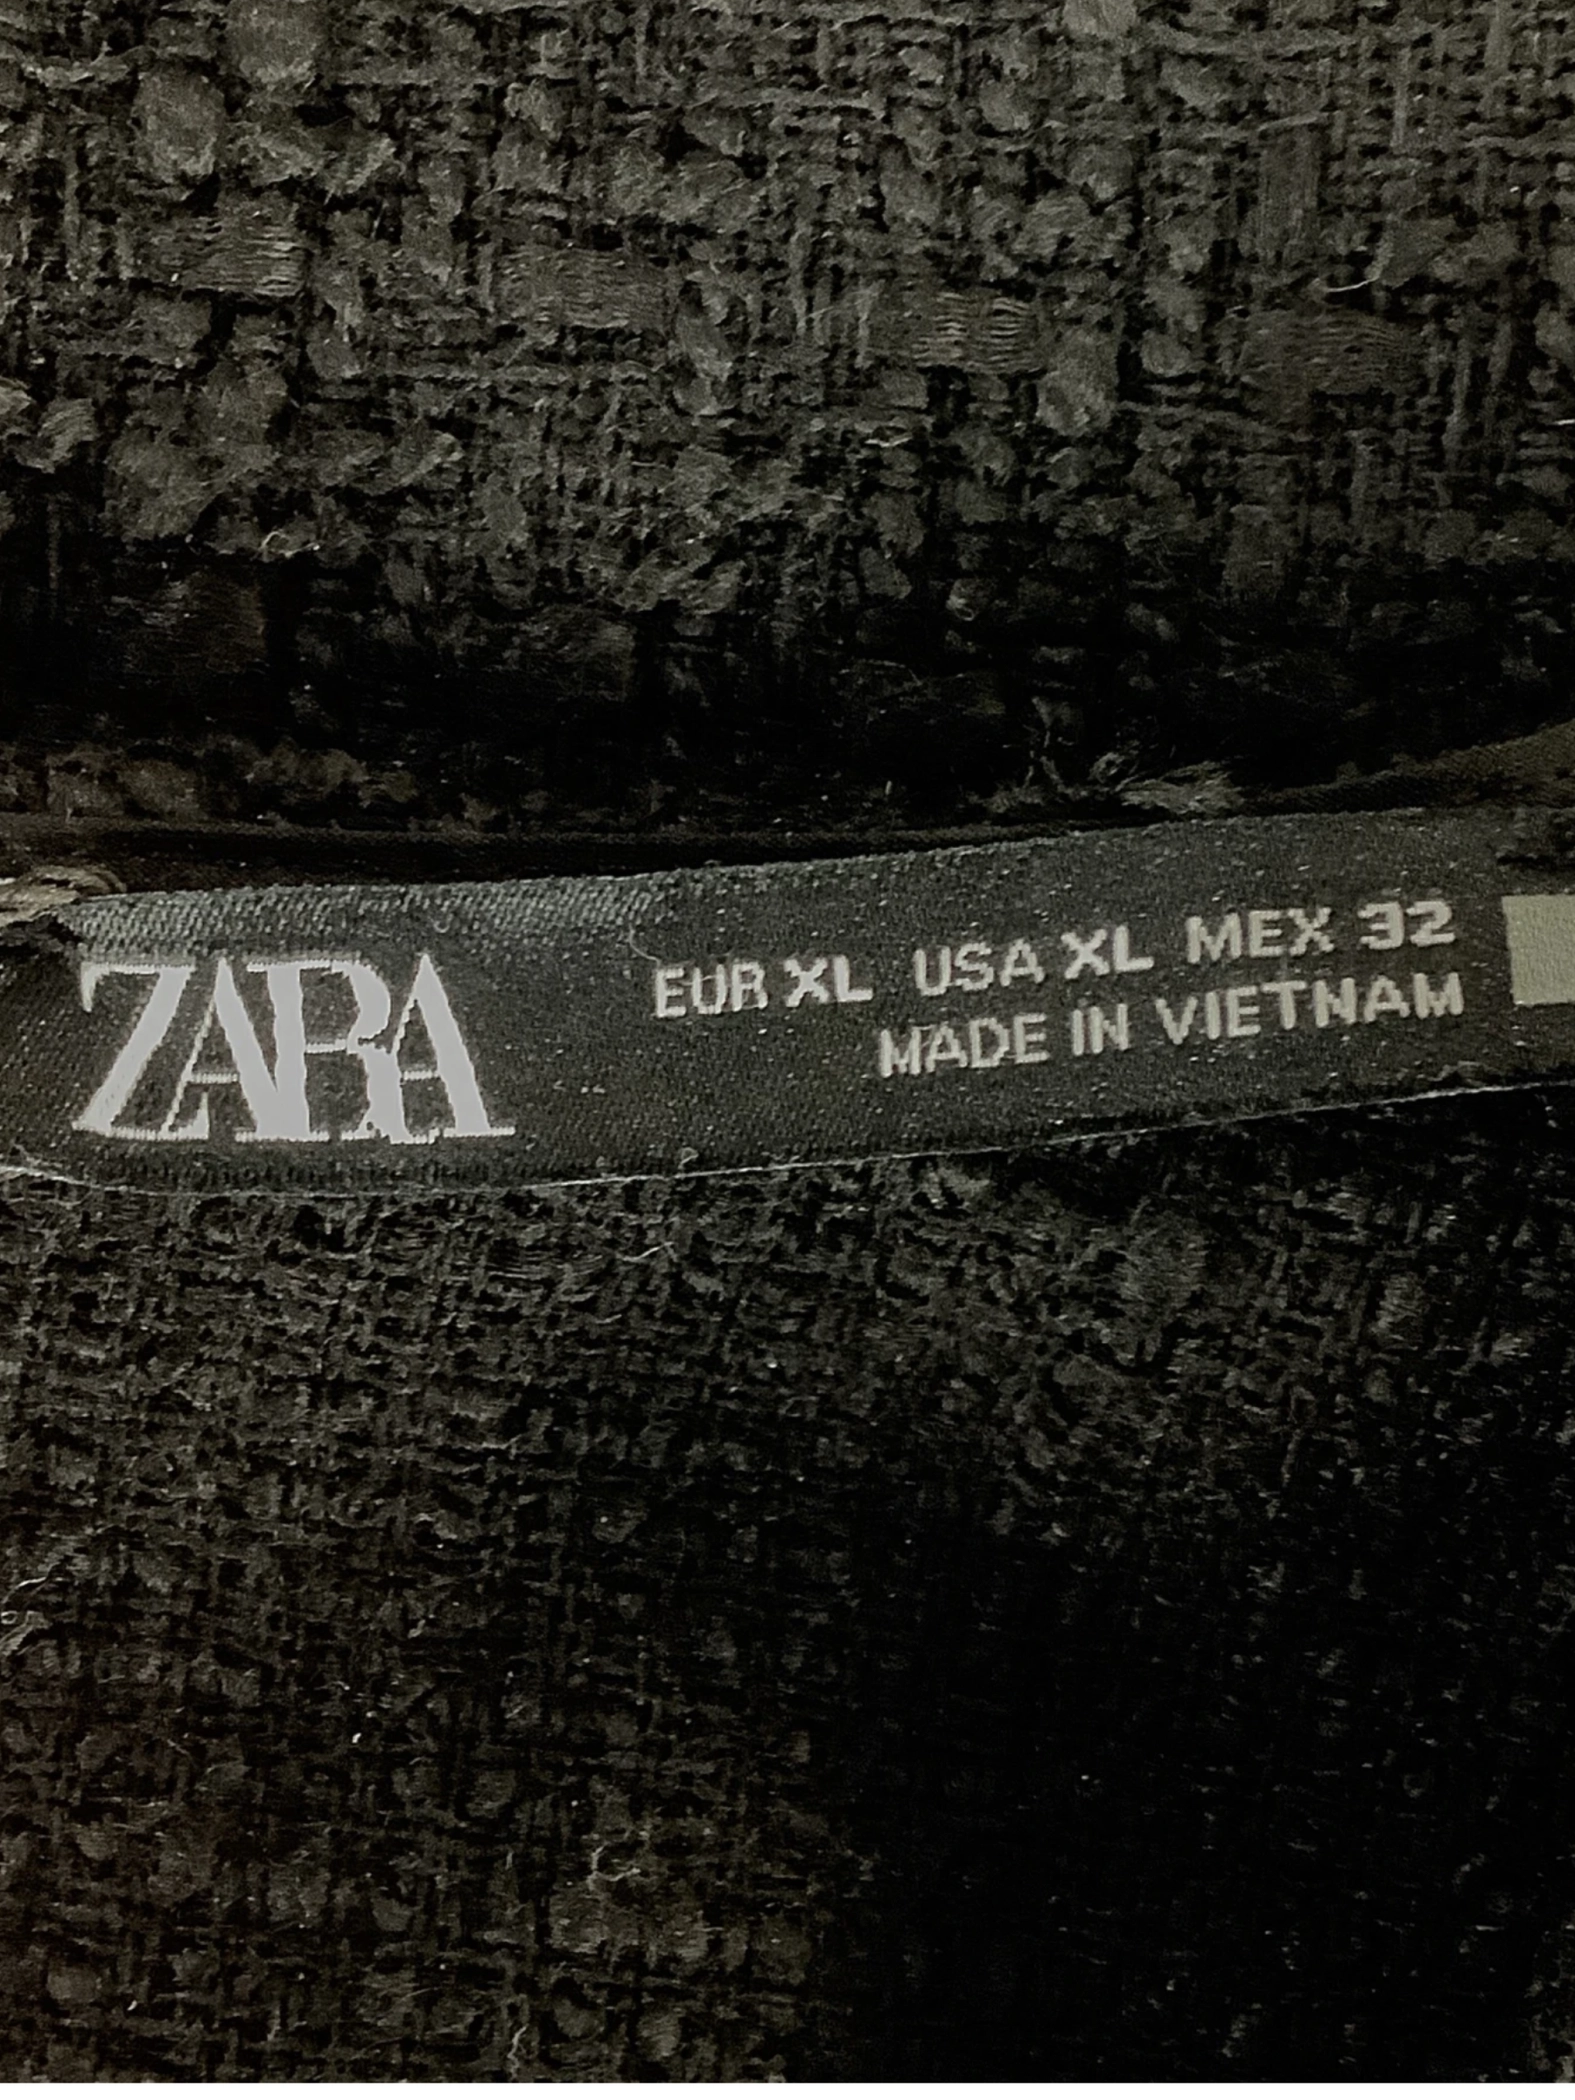 ZARA
EUR XL USA XL MEX 32
MADE IN VIETNAM